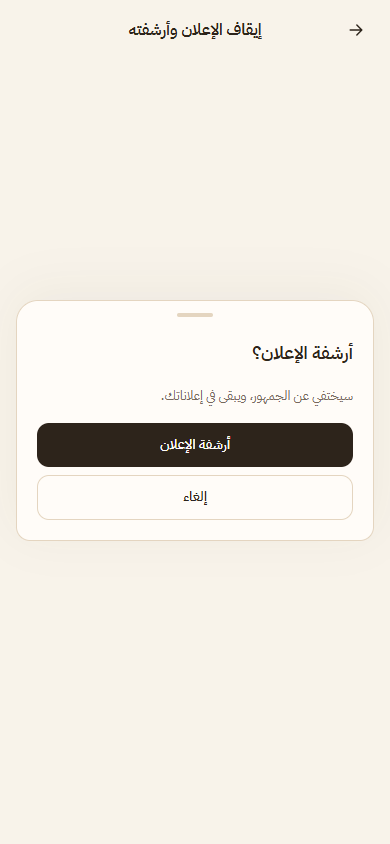 إيقاف الإعلان وأرشفته
أرشفة الإعلان؟
سيختفي عن الجمهور، ويبقى في إعلاناتك.
أرشفة الإعلان
إلغاء